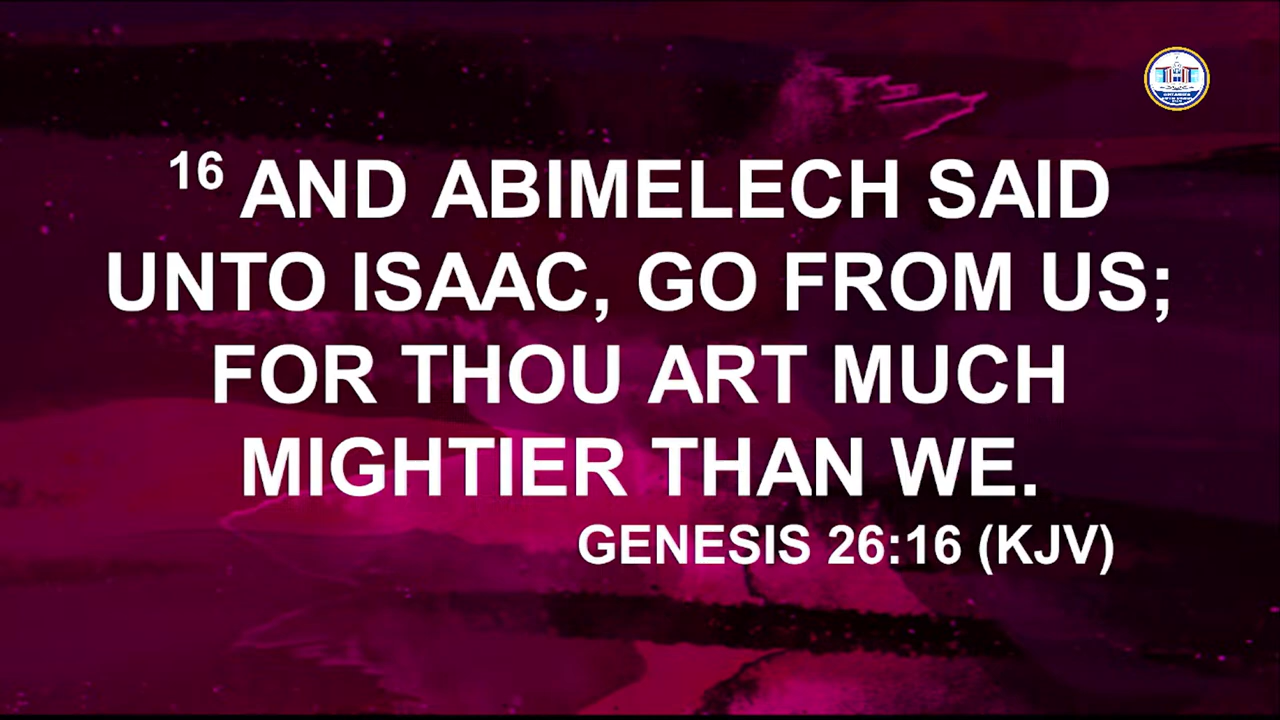 16 AND ABIMELECH SAID
UNTO ISAAC, GO FROM US;
FOR THOU ART MUCH
MIGHTIER THAN WE.
GENESIS 26:16 (KJV)